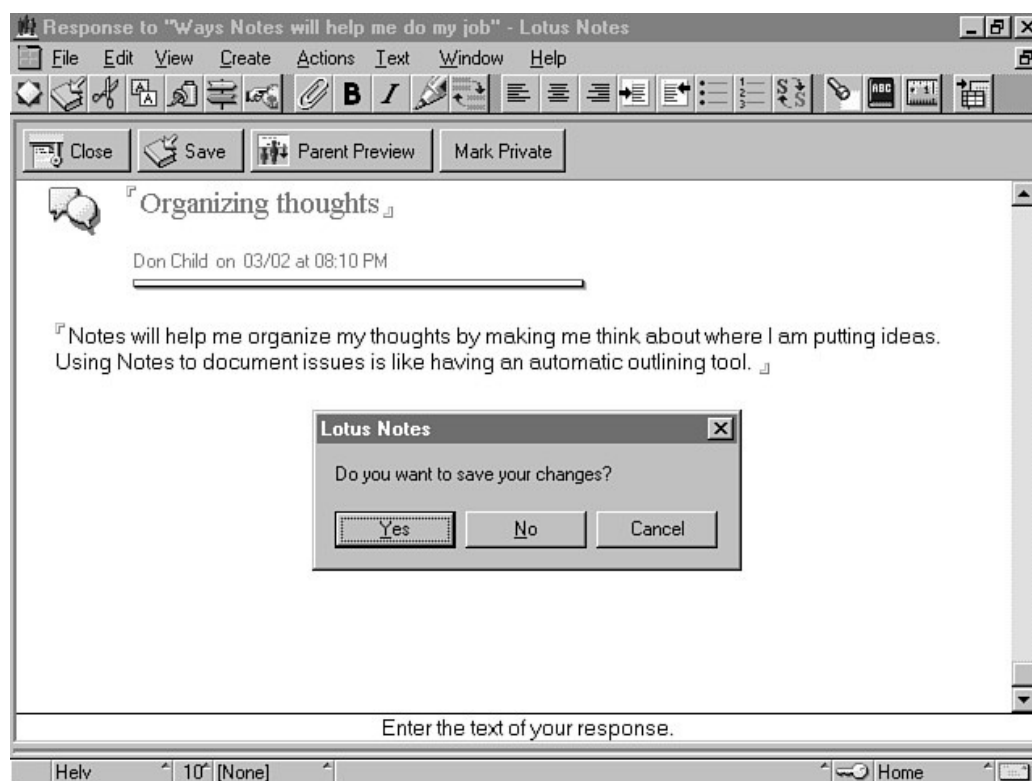 Response to "Ways Notes will help me do my job" - Lotus Notes
File Edit View Create Actions Text Window Help
Close Save Parent Preview Mark Private
Organizing thoughts
Don Child on 03/02 at 08:10 PM
Notes will help me organize my thoughts by making me think about where I am putting ideas.
Using Notes to document issues is like having an automatic outlining tool.
Lotus Notes
Do you want to save your changes?
Yes No Cancel
Enter the text of your response.
Helv 10 [None] Home